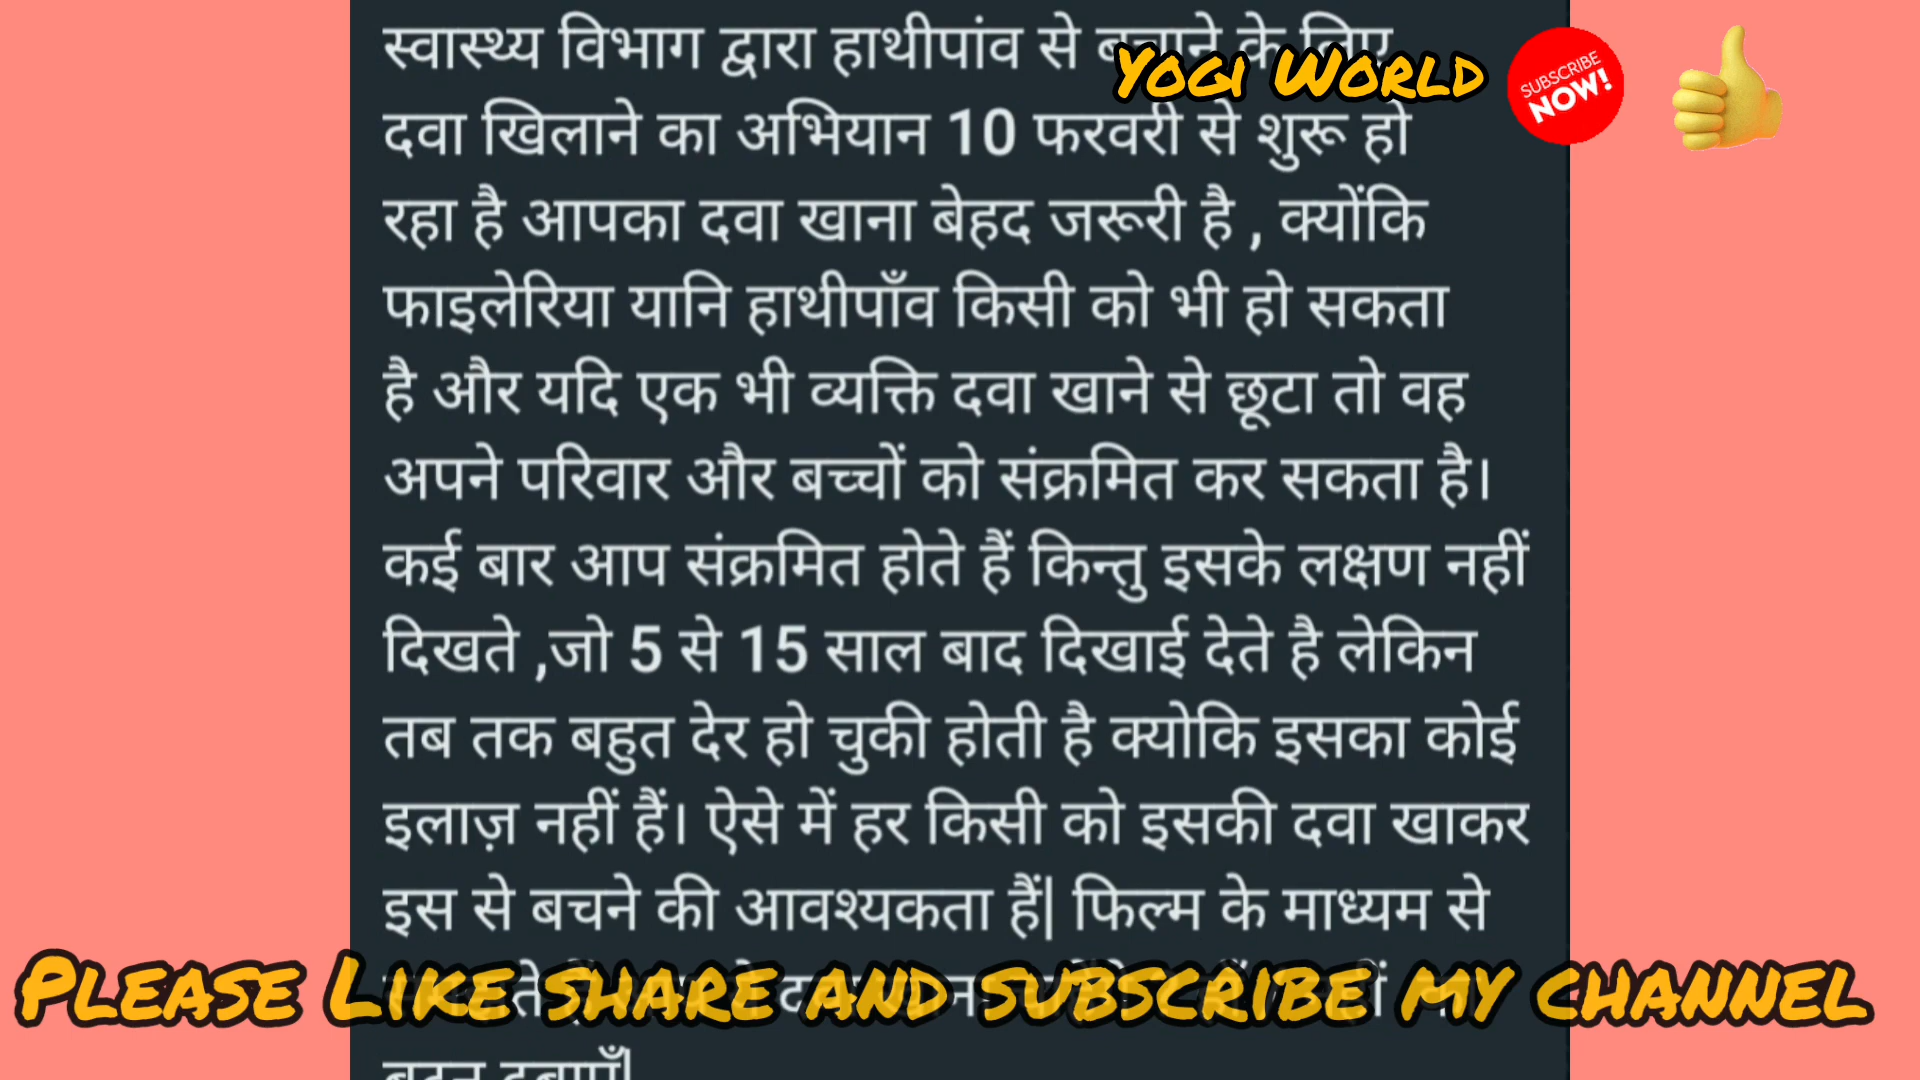 स्वास्थ्य विभाग द्वारा हाथीपांव से बचाने के लिए
Yogi World
SUBSCRIBE
NOW!
दवा खिलाने का अभियान 10 फरवरी से शुरू हो
रहा है आपका दवा खाना बेहद जरूरी है , क्योंकि
फाइलेरिया यानि हाथीपाँव किसी को भी हो सकता
है और यदि एक भी व्यक्ति दवा खाने से छूटा तो वह
अपने परिवार और बच्चों को संक्रमित कर सकता है।
कई बार आप संक्रमित होते हैं किन्तु इसके लक्षण नहीं
दिखते ,जो 5 से 15 साल बाद दिखाई देते है लेकिन
तब तक बहुत देर हो चुकी होती है क्योकि इसका कोई
इलाज़ नहीं हैं। ऐसे में हर किसी को इसकी दवा खाकर
इस से बचने की आवश्यकता हैं| फिल्म के माध्यम से
Please Like share and subscribe my channel